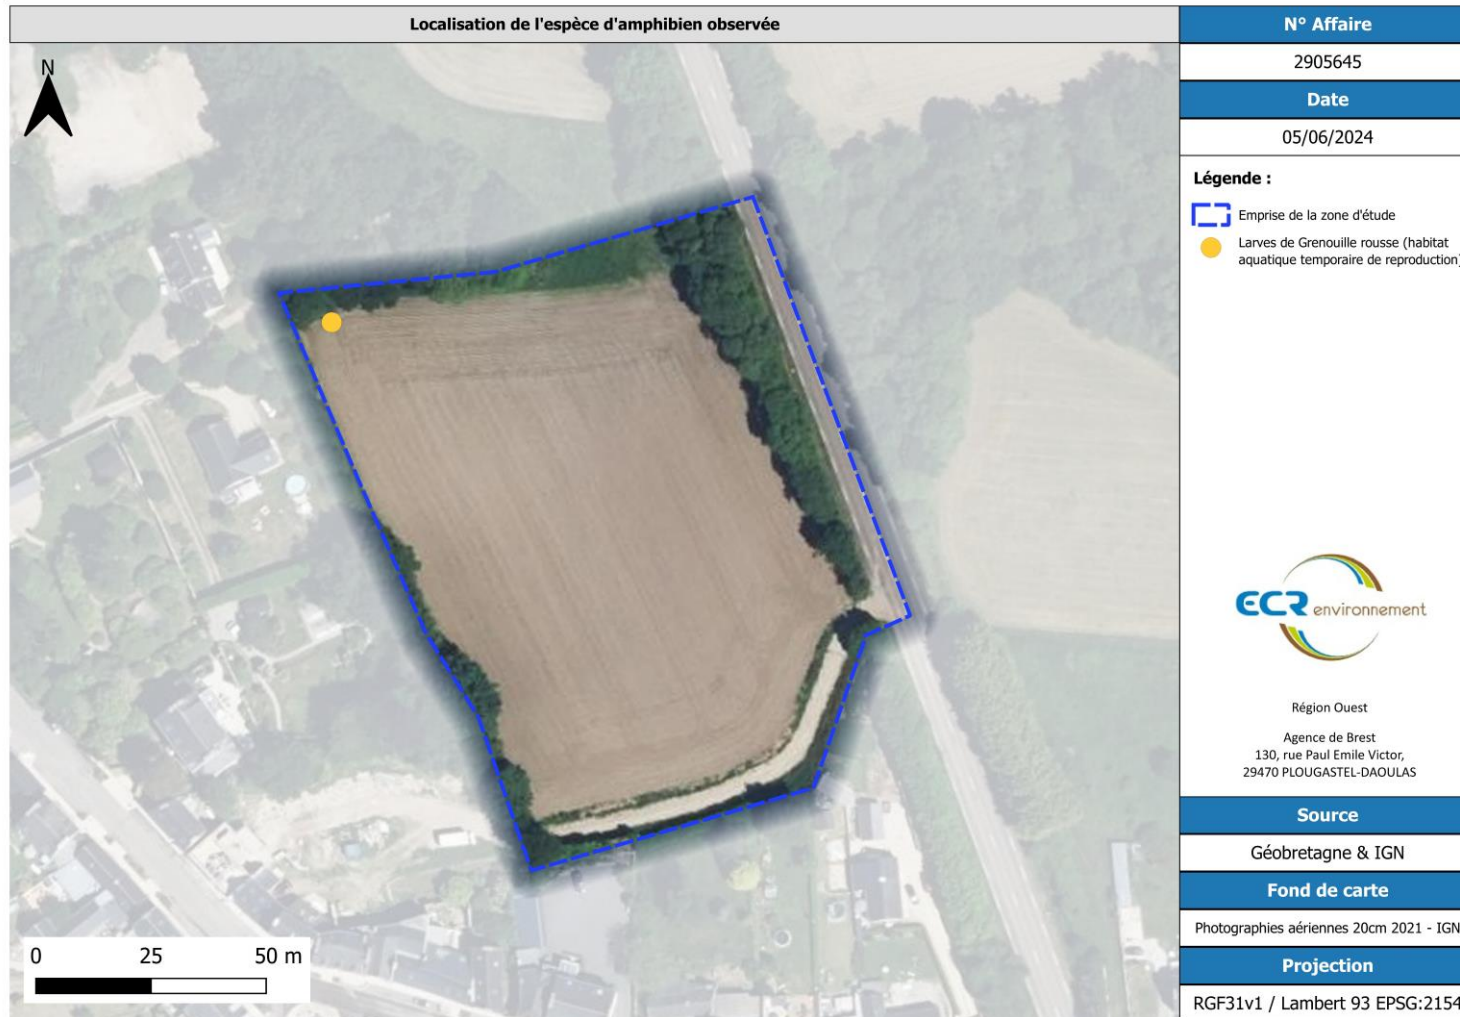 Localisation de l'espèce d'amphibien observée
N
0 25 50 m
N° Affaire
2905645
Date
05/06/2024
Légende :
Emprise de la zone d'étude
Larves de Grenouille rousse (habitat
aquatique temporaire de reproduction)
ECR environnement
Région Ouest
Agence de Brest
130, rue Paul Emile Victor,
29470 PLOUGASTEL-DAOULAS
Source
Géobretagne & IGN
Fond de carte
Photographies aériennes 20cm 2021 - IGN
Projection
RGF31v1 / Lambert 93 EPSG:2154